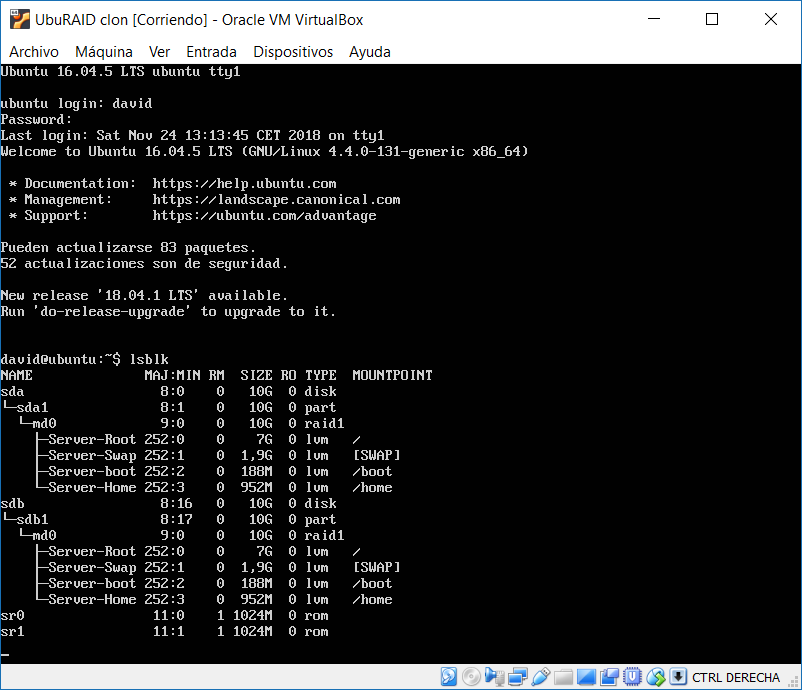 UbuRAID clon [Corriendo] - Oracle VM VirtualBox
Archivo Máquina Ver Entrada Dispositivos Ayuda
Ubuntu 16.04.5 LTS ubuntu tty1
ubuntu login: david
Password:
Last login: Sat Nov 24 13:13:45 CET 2018 on tty1
Welcome to Ubuntu 16.04.5 LTS (GNU/Linux 4.4.0-131-generic x86_64)
* Documentation:  https://help.ubuntu.com
* Management:     https://landscape.canonical.com
* Support:        https://ubuntu.com/advantage
Pueden actualizarse 83 paquetes.
52 actualizaciones son de seguridad.
New release '18.04.1 LTS' available.
Run 'do-release-upgrade' to upgrade to it.
david@ubuntu:~$ lsblk
NAME              MAJ:MIN RM  SIZE RO TYPE  MOUNTPOINT
sda                 8:0    0   10G  0 disk
└─sda1              8:1    0   10G  0 part
  └─md0             9:0    0   10G  0 raid1
    ├─Server-Root 252:0    0    7G  0 lvm   /
    ├─Server-Swap 252:1    0  1,9G  0 lvm   [SWAP]
    ├─Server-boot 252:2    0  188M  0 lvm   /boot
    └─Server-Home 252:3    0  952M  0 lvm   /home
sdb                 8:16   0   10G  0 disk
└─sdb1              8:17   0   10G  0 part
  └─md0             9:0    0   10G  0 raid1
    ├─Server-Root 252:0    0    7G  0 lvm   /
    ├─Server-Swap 252:1    0  1,9G  0 lvm   [SWAP]
    ├─Server-boot 252:2    0  188M  0 lvm   /boot
    └─Server-Home 252:3    0  952M  0 lvm   /home
sr0                11:0    1 1024M  0 rom
sr1                11:1    1 1024M  0 rom
CTRL DERECHA